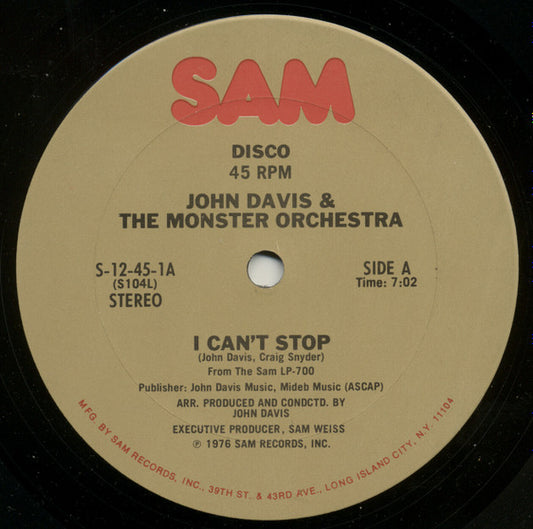 SAM
DISCO
45 RPM
JOHN DAVIS &
THE MONSTER ORCHESTRA
S-12-45-1A
(S104L)
STEREO
SIDE A
Time: 7:02
I CAN'T STOP
(John Davis, Craig Snyder)
From The Sam LP-700
Publisher: John Davis Music, Mideb Music (ASCAP)
ARR. PRODUCED AND CONDCTD. BY
JOHN DAVIS
EXECUTIVE PRODUCER, SAM WEISS
℗ 1976 SAM RECORDS, INC.
MFG. BY SAM RECORDS, INC., 39TH ST. & 43RD AVE., LONG ISLAND CITY, N.Y. 11104